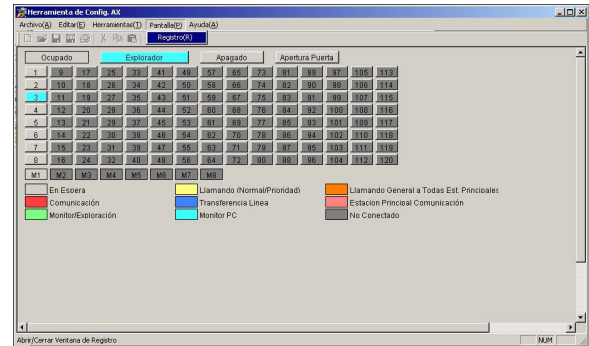 Herramienta de Config. AX
Archivo(A) Editar(E) Herramientas(T) Pantalla(P) Ayuda(A)
Registro(R)
Ocupado Explorador Apagado Apertura Puerta
1 9 17 25 33 41 49 57 65 73 81 89 97 105 113
2 10 18 26 34 42 50 58 66 74 82 90 98 106 114
3 11 19 27 35 43 51 59 67 75 83 91 99 107 115
4 12 20 28 36 44 52 60 68 76 84 92 100 108 116
5 13 21 29 37 45 53 61 69 77 85 93 101 109 117
6 14 22 30 38 46 54 62 70 78 86 94 102 110 118
7 15 23 31 39 47 55 63 71 79 87 95 103 111 119
8 16 24 32 40 48 56 64 72 80 88 96 104 112 120
M1 M2 M3 M4 M5 M6 M7 M8
En Espera Llamando (Normal/Prioridad) Llamando General a Todas Est. Principales
Comunicación Transferencia Linea Estacion Principal Comunicación
Monitor/Exploración Monitor PC No Conectado
Abrir/Cerrar Ventana de Registro NUM